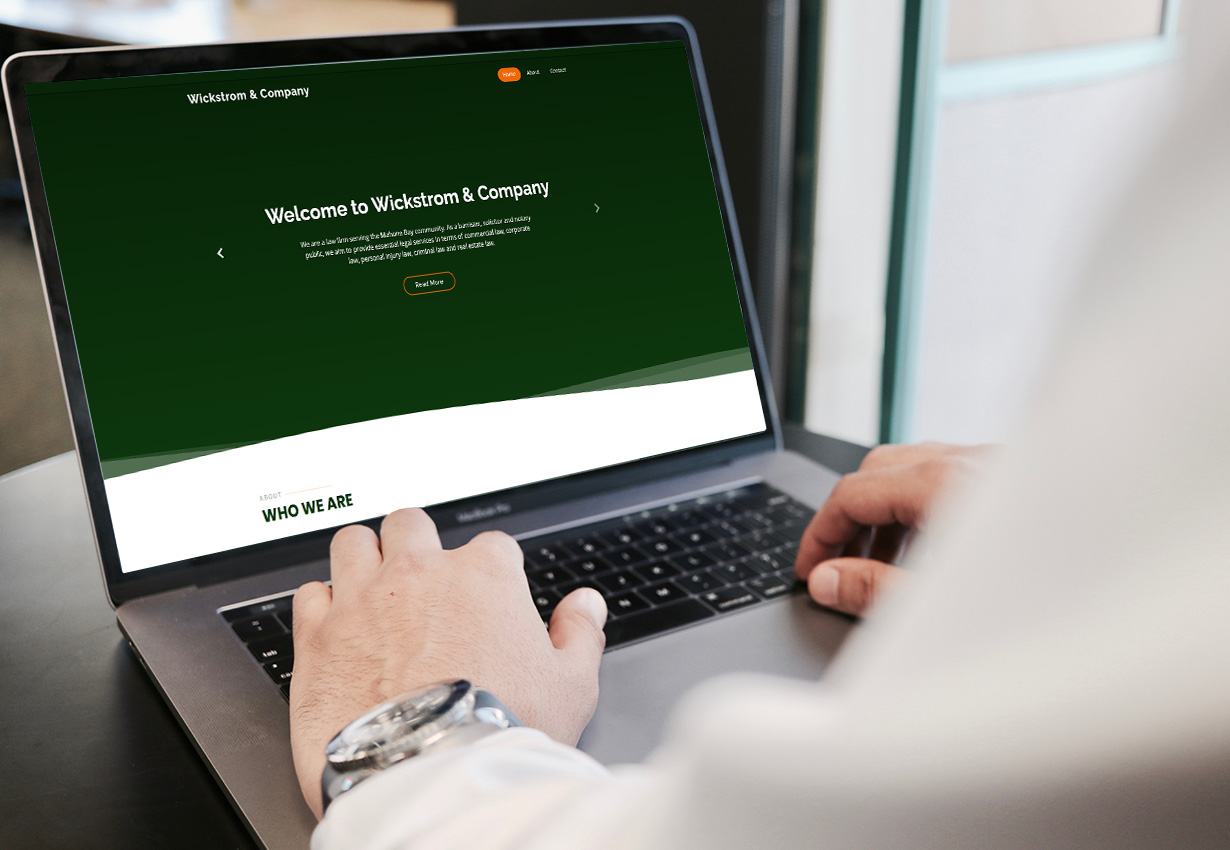 Wickstrom & Company
Home About Contact
Welcome to Wickstrom & Company
We are a law firm serving the Mahone Bay community. As a barrister, solicitor and notary
public, we aim to provide essential legal services in terms of commercial law, corporate
law, personal injury law, criminal law and real estate law.
Read More
ABOUT
WHO WE ARE
MacBook Pro
tab